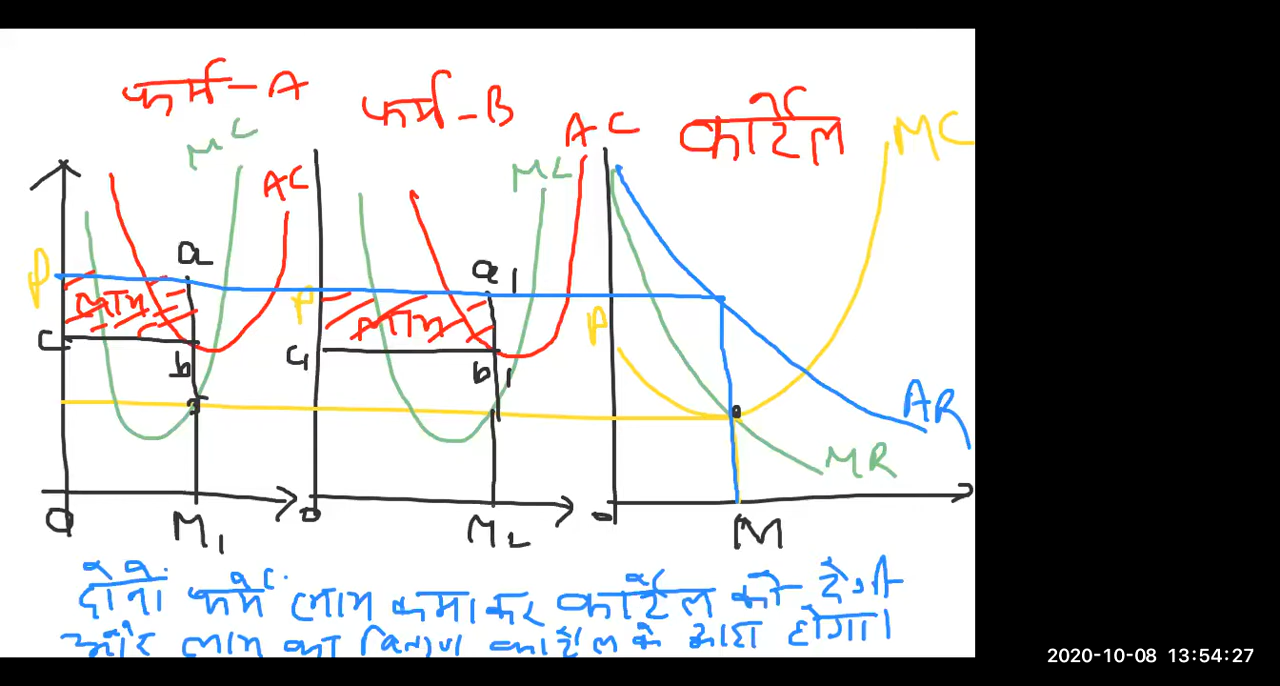 फर्म-A फर्म-B कार्टेल
MC AC MC AC MC
P a P a1 P
लाभ लाभ
C b C1 b1
AR
MR
O M1 O M2 O M
दोनों फर्में लाभ कमाकर कार्टेल को देगी
और लाभ का वितरण कार्टेल के द्वारा होगा।
2020-10-08 13:54:27